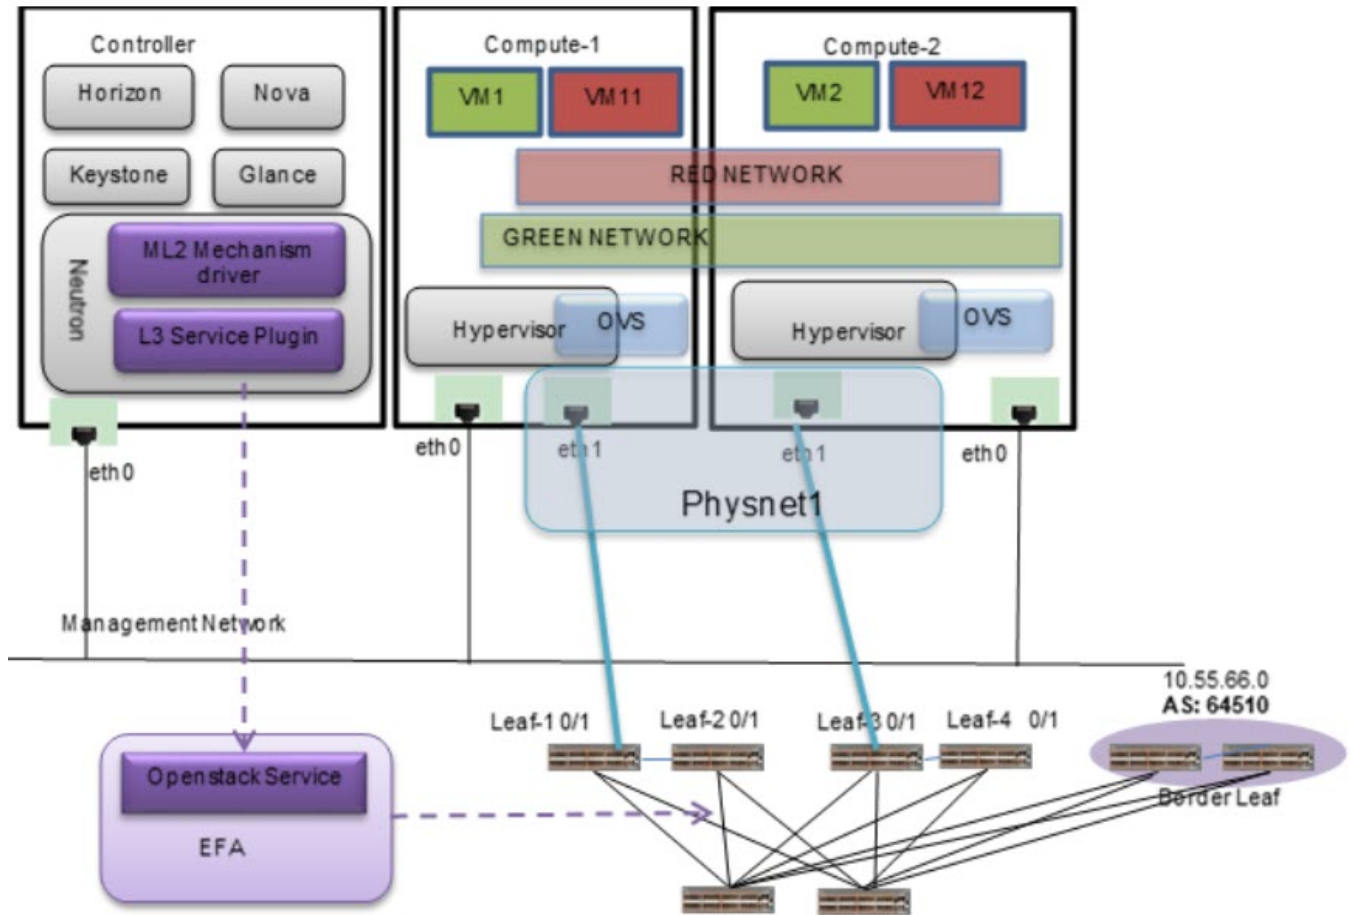 Controller
Horizon
Nova
Keystone
Glance
Neutron
ML2 Mechanism
driver
L3 Service Plugin
eth0
Compute-1
VM1
VM11
Compute-2
VM2
VM12
RED NETWORK
GREEN NETWORK
Hypervisor
OVS
Hypervisor
OVS
eth0
eth1
eth1
eth0
Physnet1
Management Network
10.55.66.0
AS: 64510
Leaf-1 0/1
Leaf-2 0/1
Leaf-3 0/1
Leaf-4 0/1
Border Leaf
Openstack Service
EFA